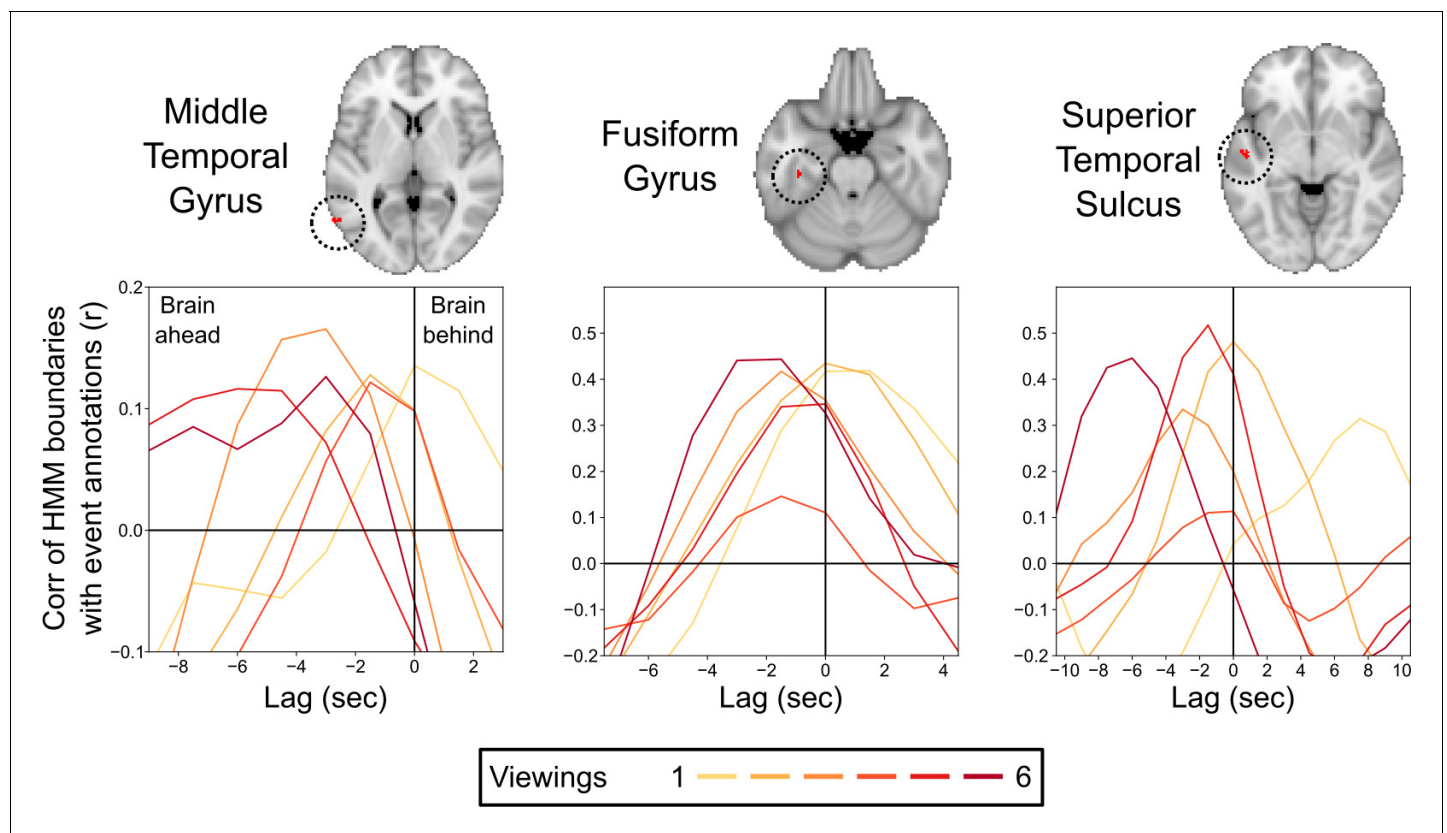 Middle
Temporal
Gyrus
Fusiform
Gyrus
Superior
Temporal
Sulcus
Corr of HMM boundaries
with event annotations (r)
0.2
0.1
0.0
−0.1
Brain
ahead
Brain
behind
−8 −6 −4 −2 0 2
Lag (sec)
0.5
0.4
0.3
0.2
0.1
0.0
−0.1
−0.2
−6 −4 −2 0 2 4
Lag (sec)
0.5
0.4
0.3
0.2
0.1
0.0
−0.1
−0.2
−10 −8 −6 −4 −2 0 2 4 6 8 10
Lag (sec)
Viewings 1 6